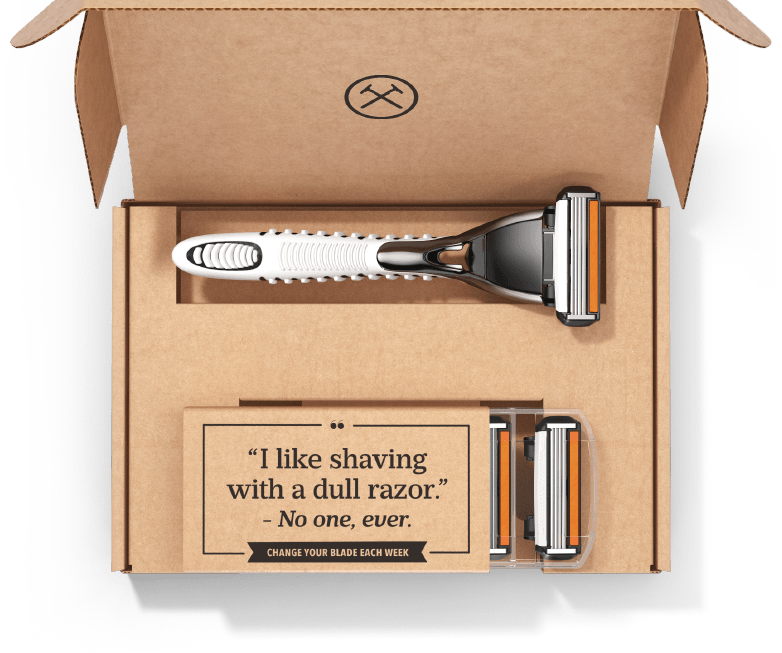 “I like shaving
with a dull razor.”
- No one, ever.
CHANGE YOUR BLADE EACH WEEK